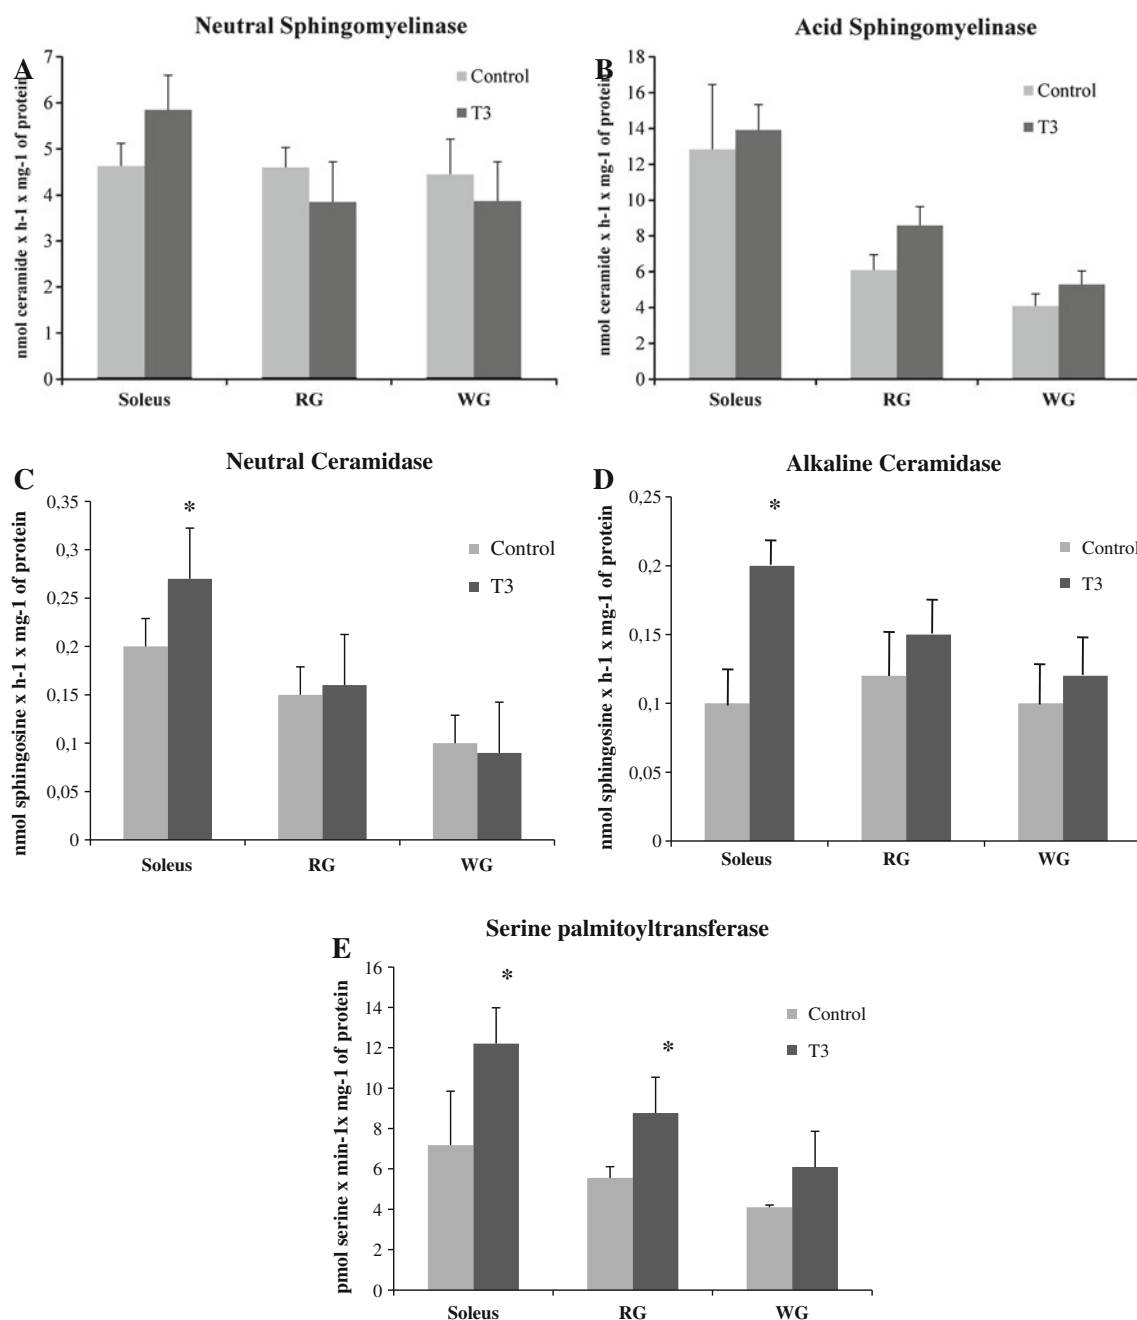 Neutral Sphingomyelinase
A
nmol ceramide x h-1 x mg-1 of protein
7
6
5
4
3
2
1
0
Control
T3
Soleus RG WG
Acid Sphingomyelinase
B
nmol ceramide x h-1 x mg-1 of protein
18
16
14
12
10
8
6
4
2
0
Control
T3
Soleus RG WG
Neutral Ceramidase
C
nmol sphingosine x h-1 x mg-1 of protein
0,35
0,3
0,25
0,2
0,15
0,1
0,05
0
*
Control
T3
Soleus RG WG
Alkaline Ceramidase
D
nmol sphingosine x h-1 x mg-1 of protein
0,25
0,2
0,15
0,1
0,05
0
*
Control
T3
Soleus RG WG
Serine palmitoyltransferase
E
pmol serine x min-1x mg-1 of protein
16
14
12
10
8
6
4
2
0
*
*
Control
T3
Soleus RG WG